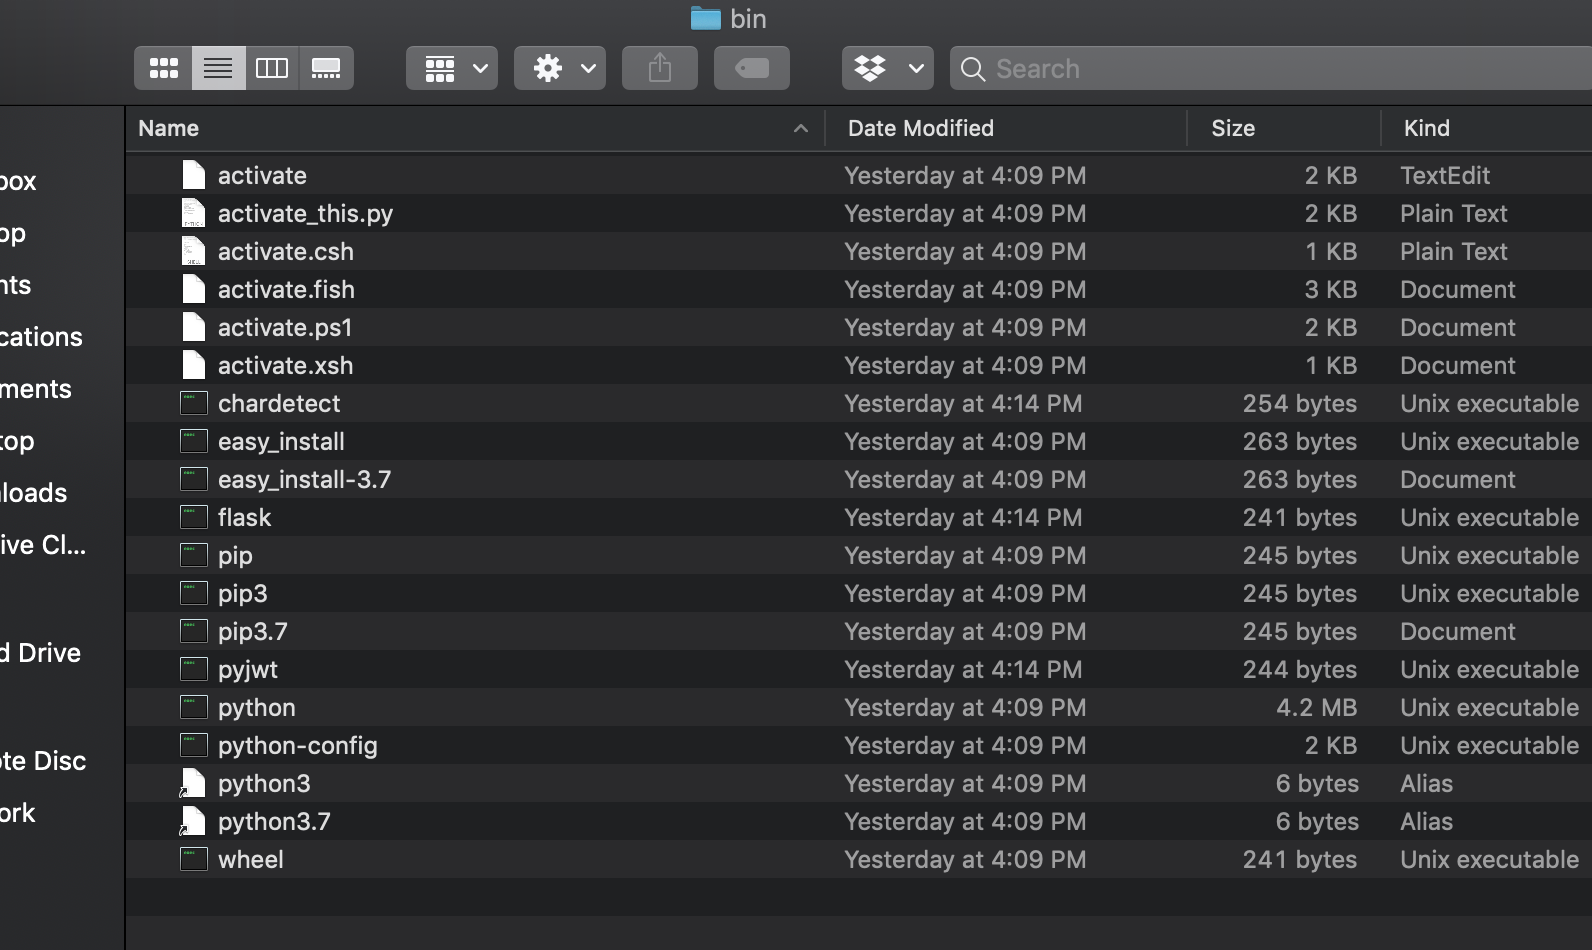 bin
Search
Name Date Modified Size Kind
activate Yesterday at 4:09 PM 2 KB TextEdit
activate_this.py Yesterday at 4:09 PM 2 KB Plain Text
activate.csh Yesterday at 4:09 PM 1 KB Plain Text
activate.fish Yesterday at 4:09 PM 3 KB Document
activate.ps1 Yesterday at 4:09 PM 2 KB Document
activate.xsh Yesterday at 4:09 PM 1 KB Document
chardetect Yesterday at 4:14 PM 254 bytes Unix executable
easy_install Yesterday at 4:09 PM 263 bytes Unix executable
easy_install-3.7 Yesterday at 4:09 PM 263 bytes Document
flask Yesterday at 4:14 PM 241 bytes Unix executable
pip Yesterday at 4:09 PM 245 bytes Unix executable
pip3 Yesterday at 4:09 PM 245 bytes Unix executable
pip3.7 Yesterday at 4:09 PM 245 bytes Document
pyjwt Yesterday at 4:14 PM 244 bytes Unix executable
python Yesterday at 4:09 PM 4.2 MB Unix executable
python-config Yesterday at 4:09 PM 2 KB Unix executable
python3 Yesterday at 4:09 PM 6 bytes Alias
python3.7 Yesterday at 4:09 PM 6 bytes Alias
wheel Yesterday at 4:09 PM 241 bytes Unix executable
box
op
nts
cations
ments
top
loads
ive Cl...
d Drive
te Disc
ork